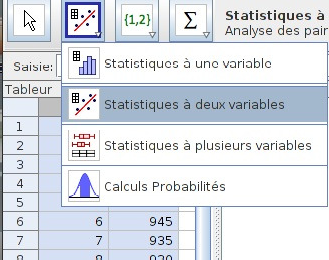 {1,2}
Σ
Statistiques à
Analyse des pair
Saisie:
Statistiques à une variable
Tableur
Statistiques à deux variables
1
2
Statistiques à plusieurs variables
3
4
Calculs Probabilités
5
6 6 945
7 7 935
8 8 920